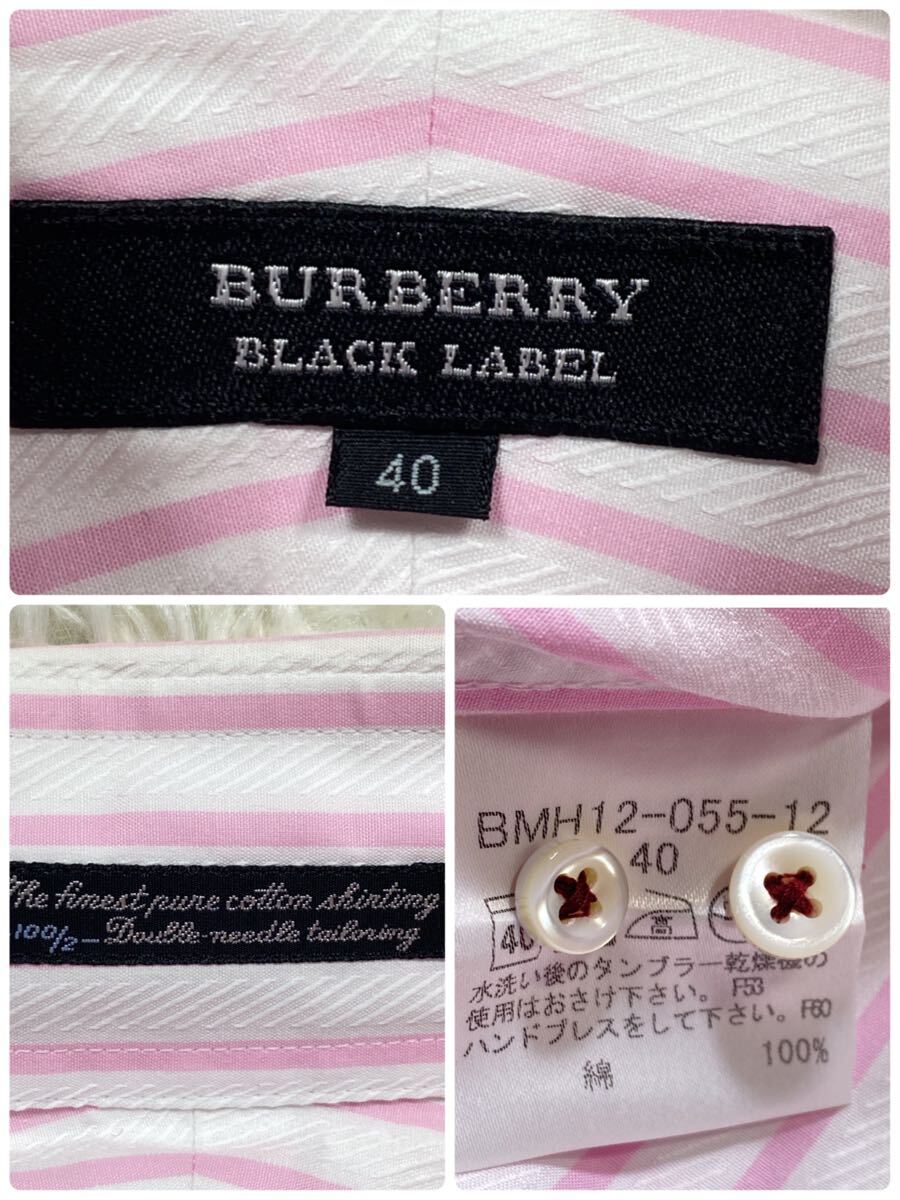 BURBERRY
BLACK LABEL
40
The finest pure cotton shirting
100/2-Double needle tailoring
BMH12-055-12
40
40
水洗い後のタンブラー乾燥機の
使用はおさけ下さい。 F53
ハンドプレスをして下さい。F60
綿 100%